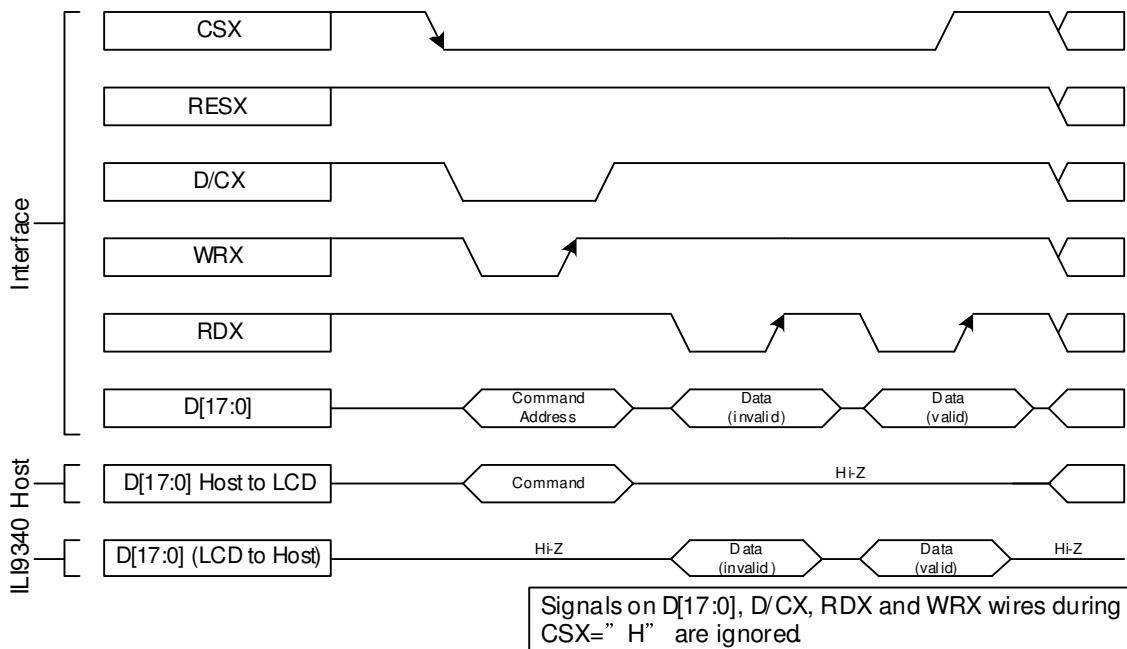 CSX
RESX
D/CX
WRX
RDX
D[17:0]
Interface
Command
Address
Data
(invalid)
Data
(valid)
D[17:0] Host to LCD
Command
Hi-Z
ILI9340 Host
D[17:0] (LCD to Host)
Hi-Z
Data
(invalid)
Data
(valid)
Hi-Z
Signals on D[17:0], D/CX, RDX and WRX wires during
CSX=”H” are ignored.